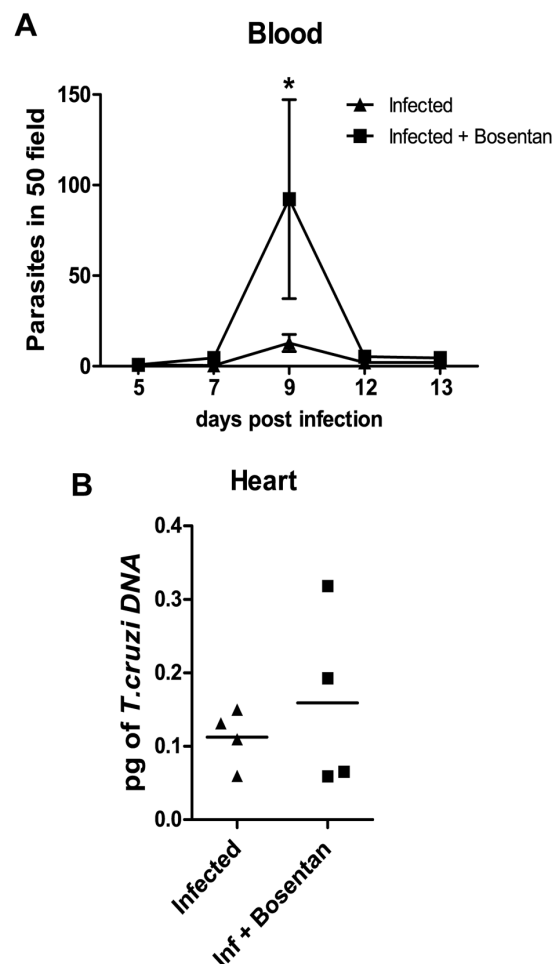 A
Blood
*
Infected
Infected + Bosentan
Parasites in 50 field
150
100
50
0
5 7 9 12 13
days post infection
B
Heart
pg of T.cruzi DNA
0.4
0.3
0.2
0.1
0.0
Infected
Inf + Bosentan